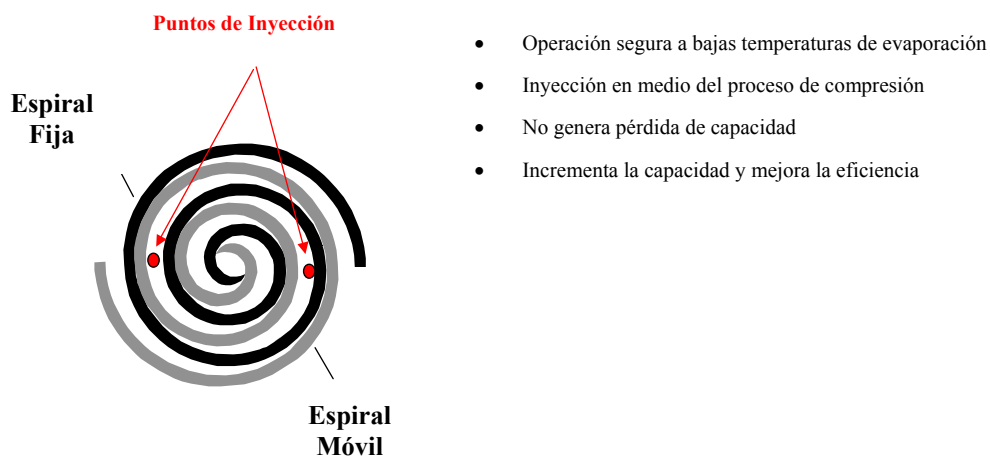 Puntos de Inyección
Espiral
Fija
Espiral
Móvil
• Operación segura a bajas temperaturas de evaporación
• Inyección en medio del proceso de compresión
• No genera pérdida de capacidad
• Incrementa la capacidad y mejora la eficiencia